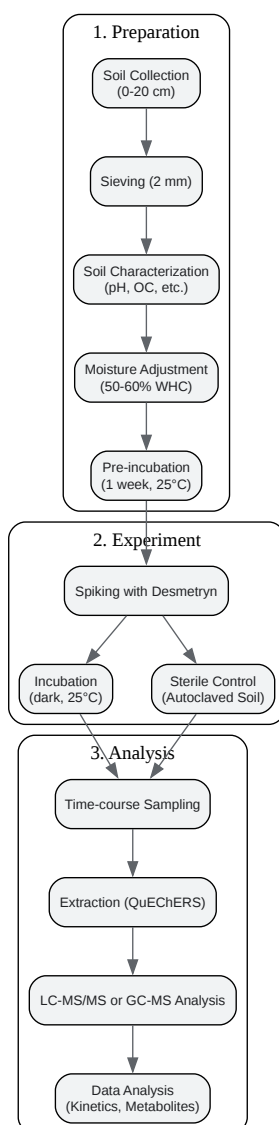 1. Preparation
Soil Collection
(0-20 cm)
Sieving (2 mm)
Soil Characterization
(pH, OC, etc.)
Moisture Adjustment
(50-60% WHC)
Pre-incubation
(1 week, 25°C)
2. Experiment
Spiking with Desmetryn
Incubation
(dark, 25°C)
Sterile Control
(Autoclaved Soil)
3. Analysis
Time-course Sampling
Extraction (QuEChERS)
LC-MS/MS or GC-MS Analysis
Data Analysis
(Kinetics, Metabolites)